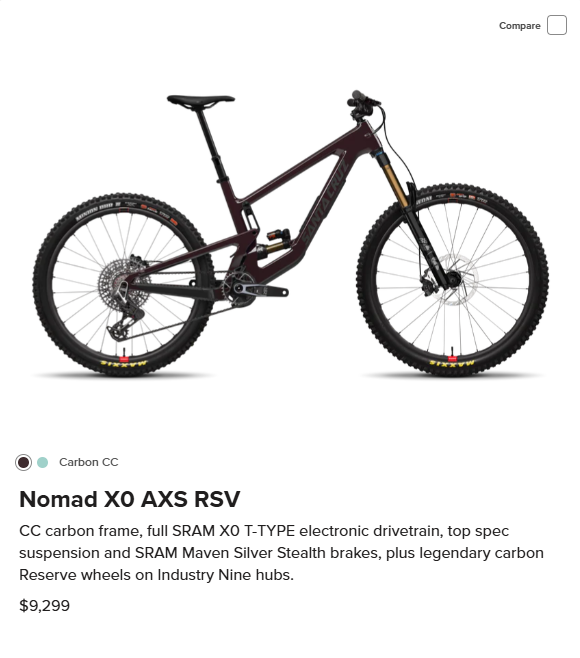 Compare
SANTA CRUZ
MAXXIS
MAXXIS
Carbon CC
Nomad X0 AXS RSV
CC carbon frame, full SRAM X0 T-TYPE electronic drivetrain, top spec
suspension and SRAM Maven Silver Stealth brakes, plus legendary carbon
Reserve wheels on Industry Nine hubs.
$9,299